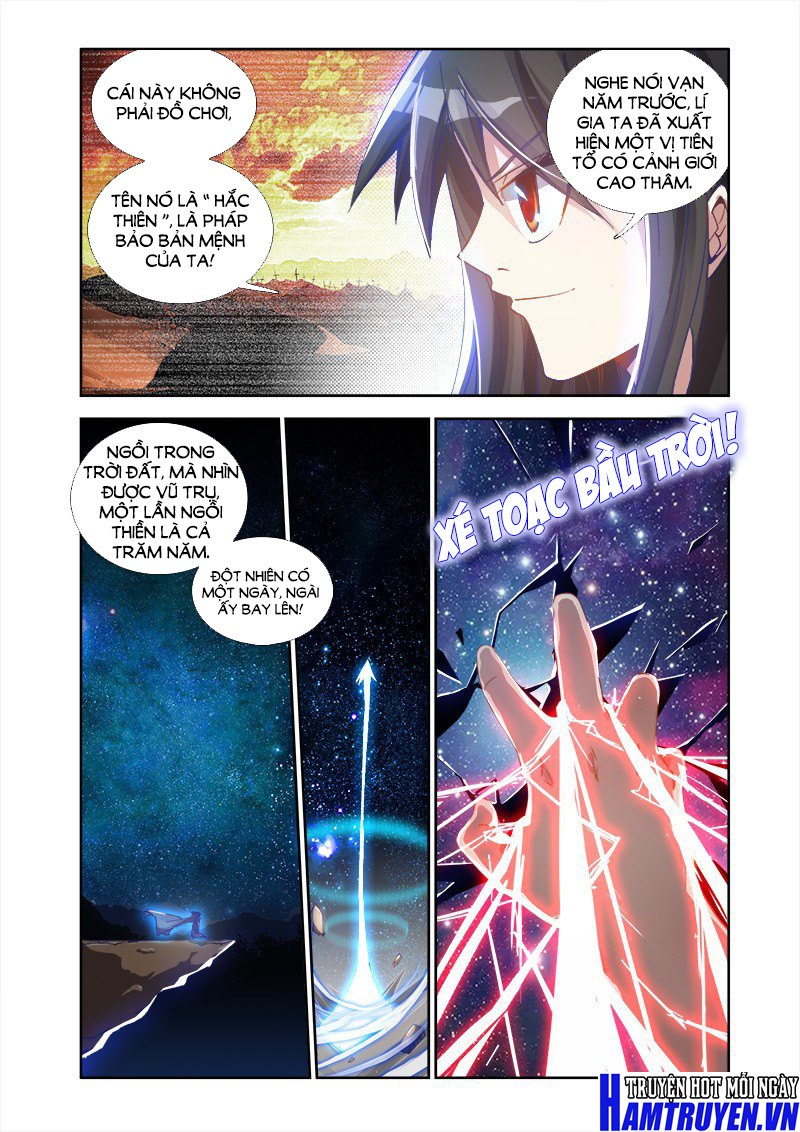 CÁI NÀY KHÔNG
PHẢI ĐỒ CHƠI,
TÊN NÓ LÀ " HẮC
THIÊN ", LÀ PHÁP
BẢO BẢN MỆNH
CỦA TA!
NGHE NÓI VẠN
NĂM TRƯỚC, LÍ
GIA TA ĐÃ XUẤT
HIỆN MỘT VỊ TIÊN
TỔ CÓ CẢNH GIỚI
CAO THÂM.
NGỒI TRONG
TRỜI ĐẤT, MÀ NHÌN
ĐƯỢC VŨ TRỤ,
MỘT LẦN NGỒI
THIỀN LÀ CẢ
TRĂM NĂM.
ĐỘT NHIÊN CÓ
MỘT NGÀY, NGÀI
ẤY BAY LÊN!
XÉ TOẠC BẦU TRỜI!
TRUYỆN HOT MỖI NGÀY
HAMTRUYEN.VN